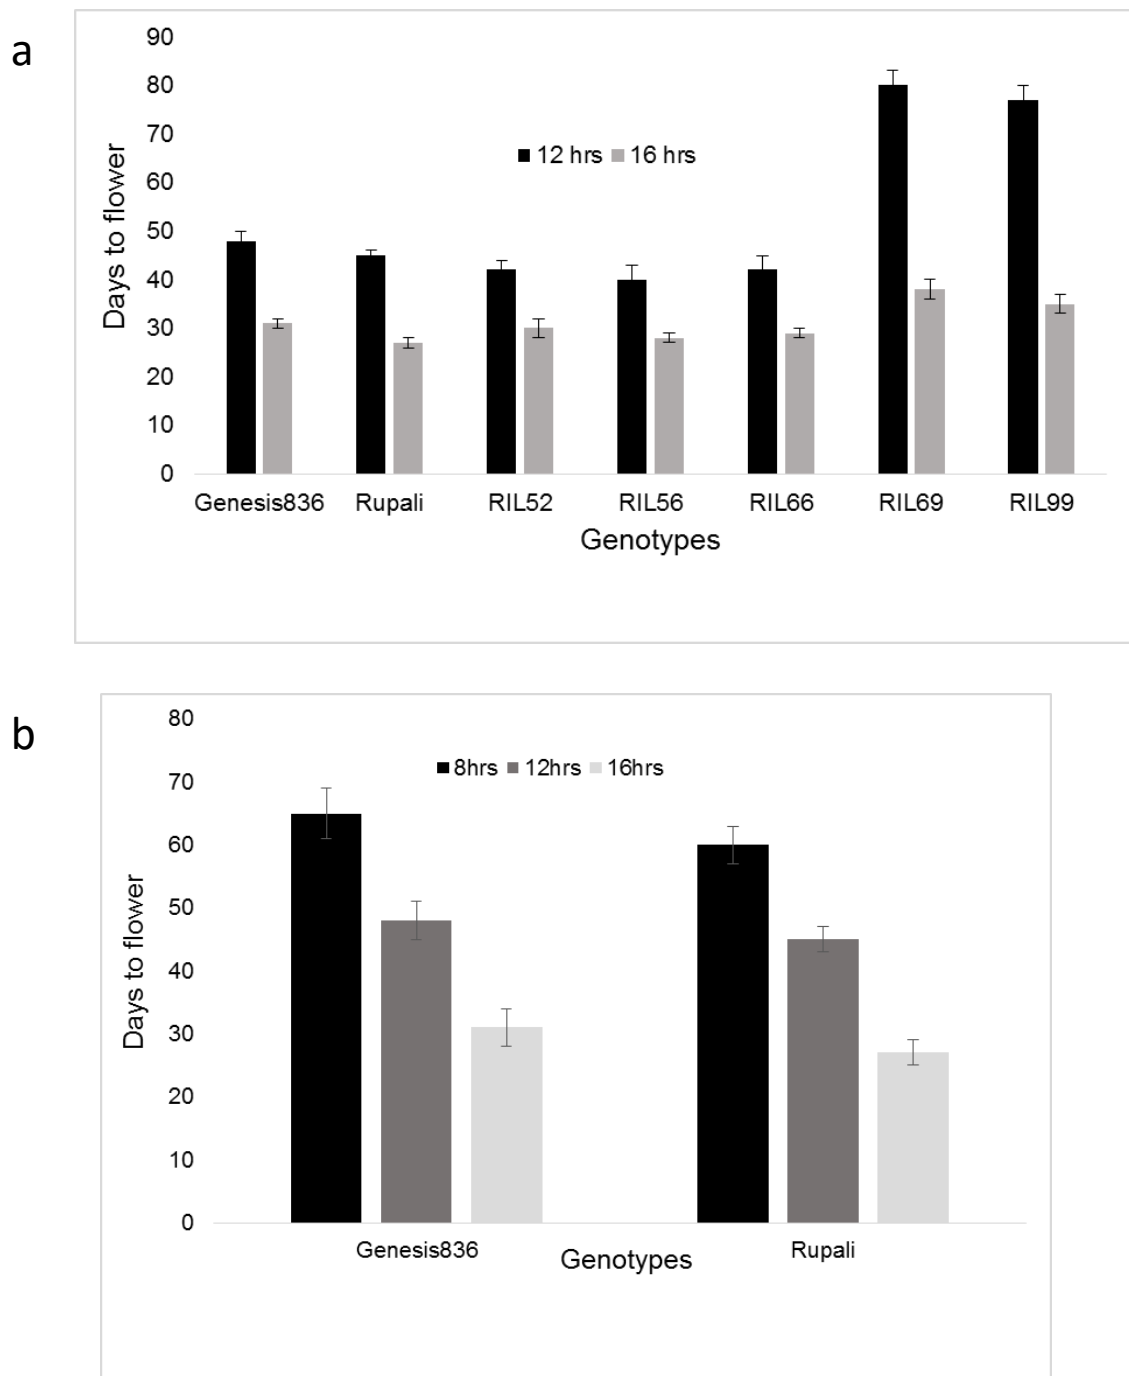 a
90
80
70
60
50
40
30
20
10
0
Days to flower
12 hrs 16 hrs
Genesis836 Rupali RIL52 RIL56 RIL66 RIL69 RIL99
Genotypes
b
80
70
60
50
40
30
20
10
0
Days to flower
8hrs 12hrs 16hrs
Genesis836 Rupali
Genotypes